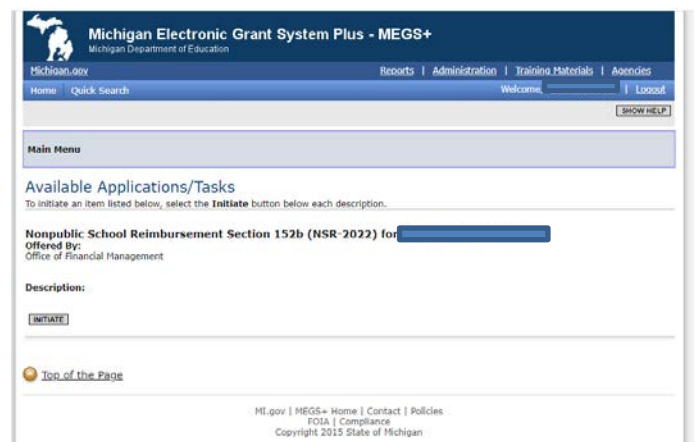 Michigan Electronic Grant System Plus - MEGS+
Michigan Department of Education
Michigan.gov Reports | Administration | Training Materials | Agencies
Home Quick Search Welcome, | Logout
SHOW HELP
Main Menu
Available Applications/Tasks
To initiate an item listed below, select the Initiate button below each description.
Nonpublic School Reimbursement Section 152b (NSR-2022) for
Offered By:
Office of Financial Management
Description:
INITIATE
Top of the Page
MI.gov | MEGS+ Home | Contact | Policies
FOIA | Compliance
Copyright 2015 State of Michigan